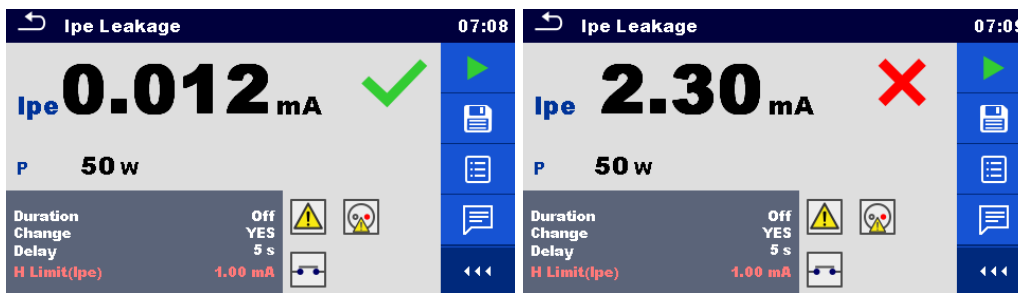 Ipe Leakage 07:08
Ipe 0.012 mA
P 50 W
Duration Off
Change YES
Delay 5 s
H Limit(Ipe) 1.00 mA
Ipe Leakage 07:09
Ipe 2.30 mA
P 50 W
Duration Off
Change YES
Delay 5 s
H Limit(Ipe) 1.00 mA